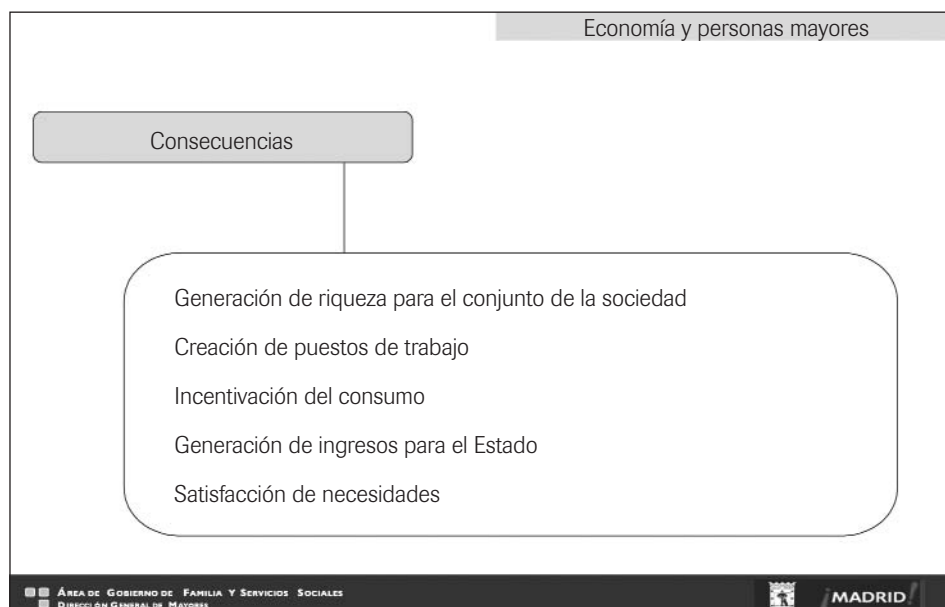 Economía y personas mayores
Consecuencias
Generación de riqueza para el conjunto de la sociedad
Creación de puestos de trabajo
Incentivación del consumo
Generación de ingresos para el Estado
Satisfacción de necesidades
ÁREA DE GOBIERNO DE FAMILIA Y SERVICIOS SOCIALES
DIRECCIÓN GENERAL DE MAYORES
¡MADRID!